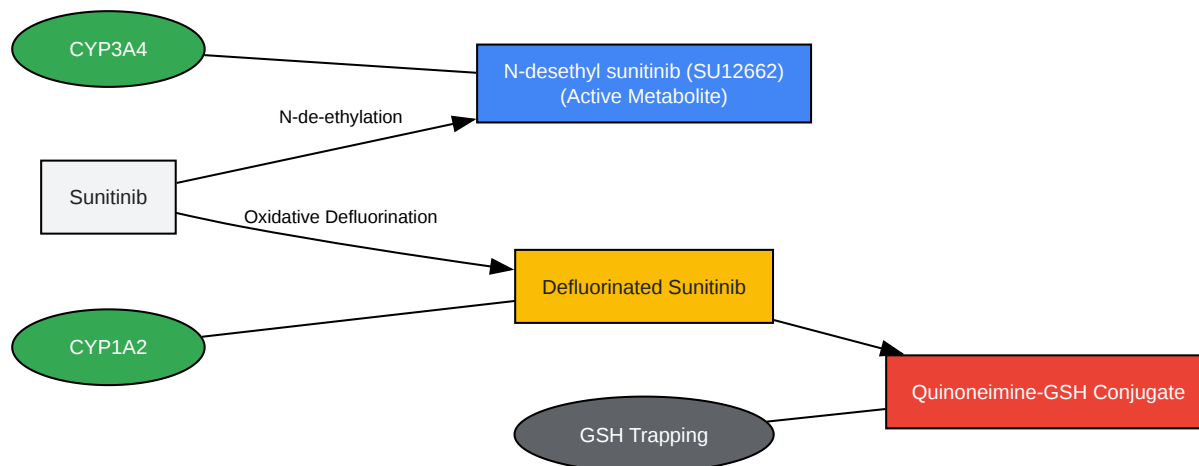 CYP3A4
N-desethyl sunitinib (SU12662)
(Active Metabolite)
N-de-ethylation
Sunitinib
Oxidative Defluorination
Defluorinated Sunitinib
CYP1A2
Quinoneimine-GSH Conjugate
GSH Trapping